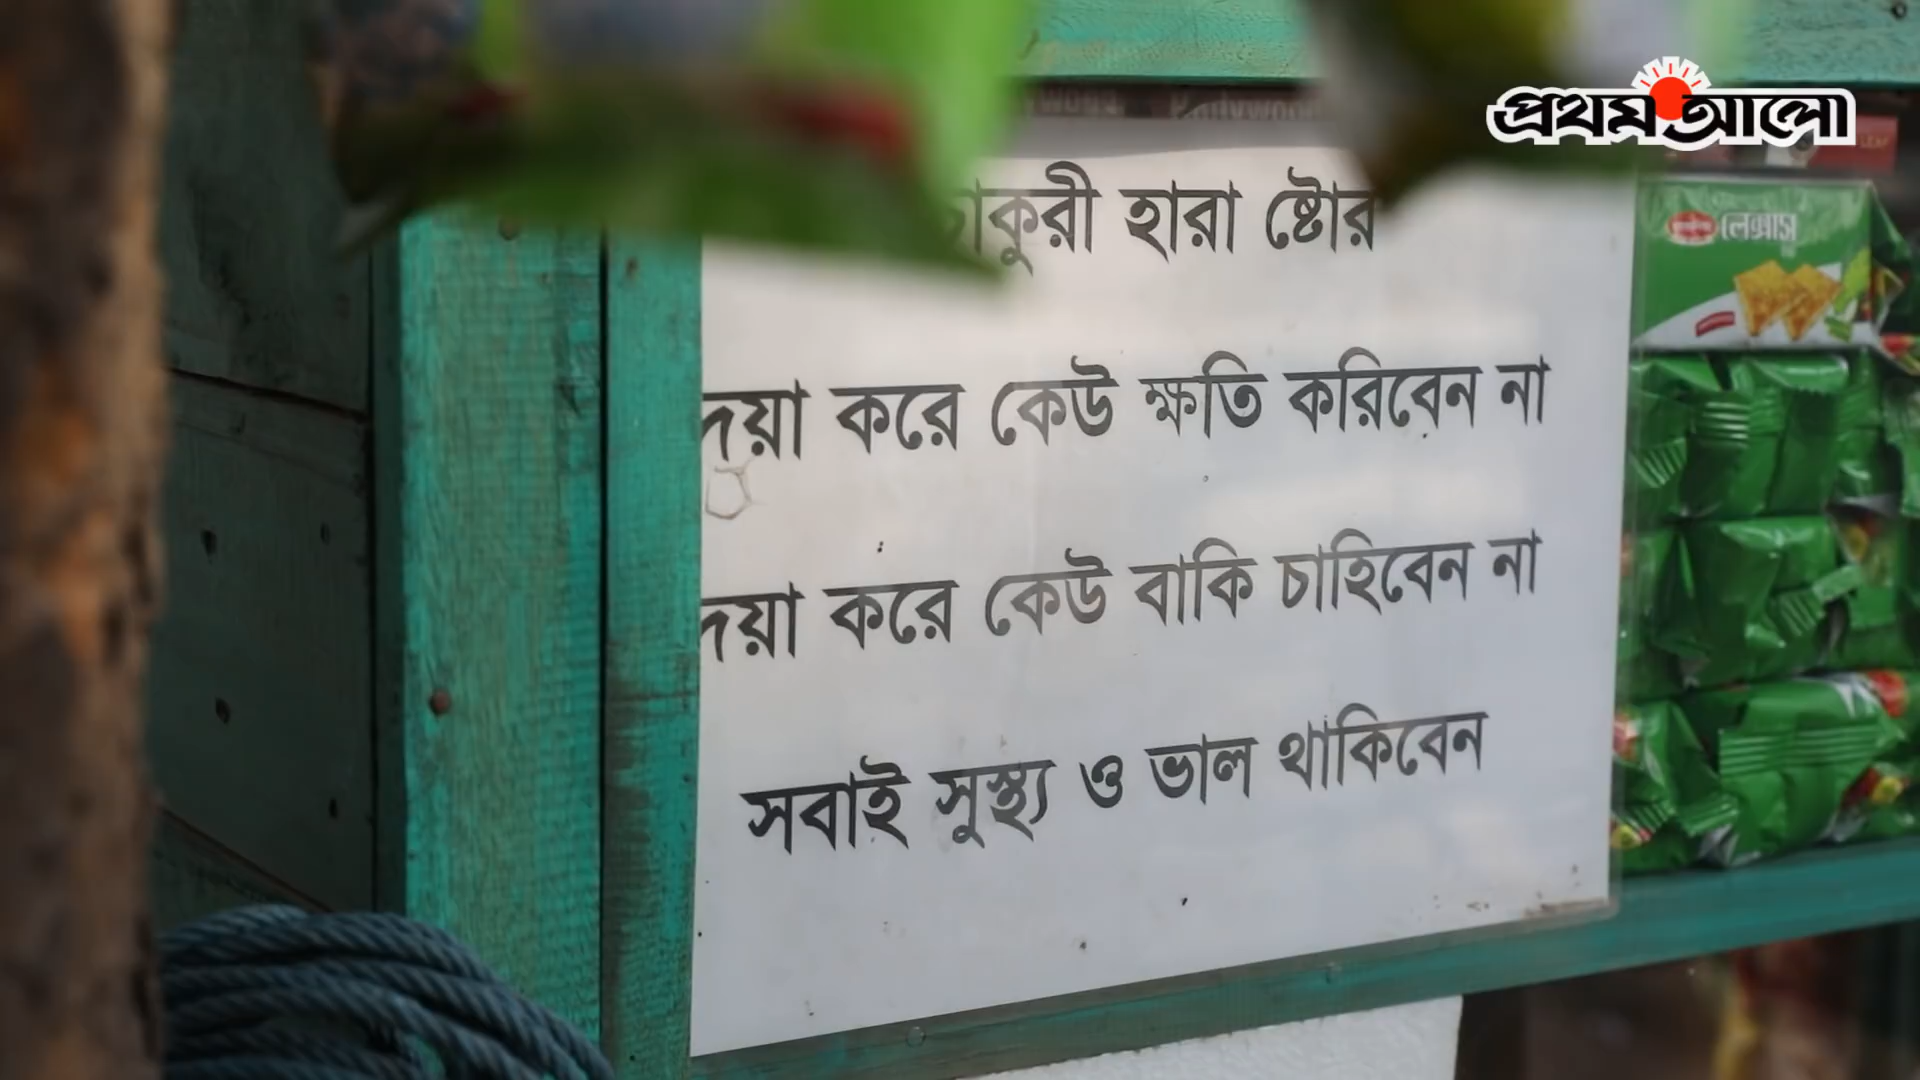 প্রথম আলো
চাকুরী হারা ষ্টোর
দয়া করে কেউ ক্ষতি করিবেন না
দয়া করে কেউ বাকি চাহিবেন না
সবাই সুস্থ্য ও ভাল থাকিবেন
লেক্সাস